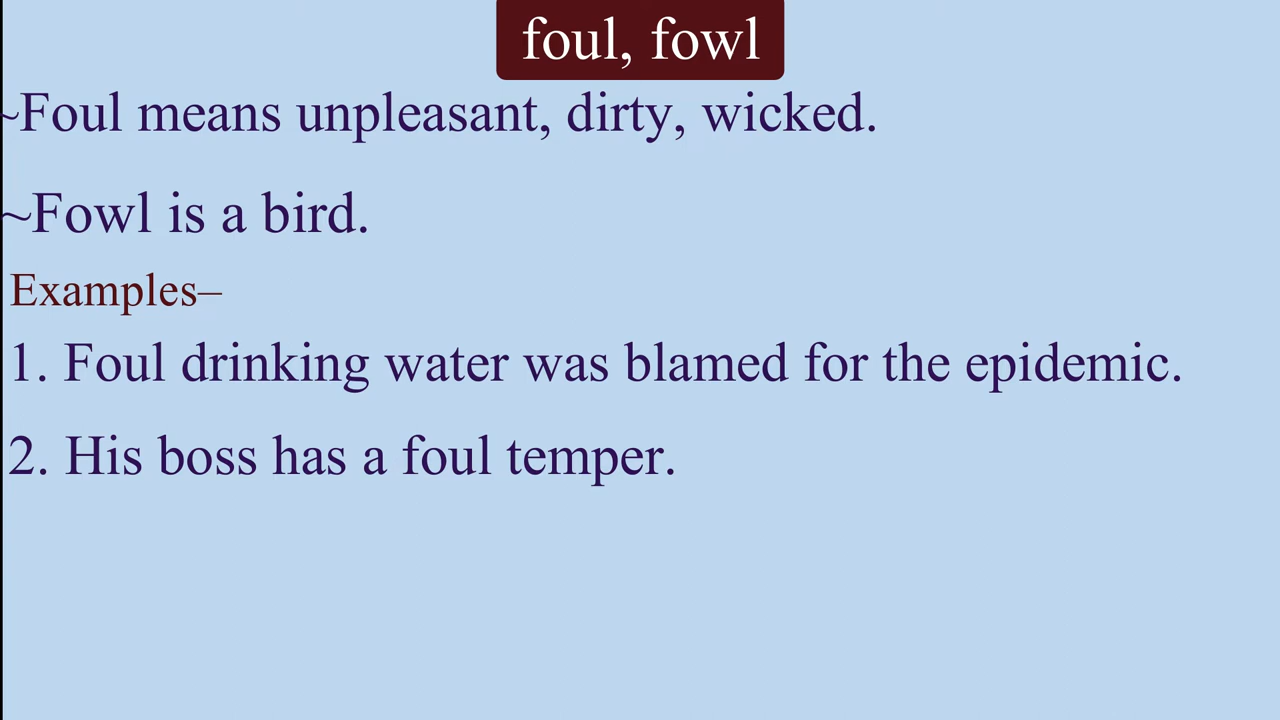 foul, fowl
~Foul means unpleasant, dirty, wicked.
~Fowl is a bird.
Examples–
1. Foul drinking water was blamed for the epidemic.
2. His boss has a foul temper.